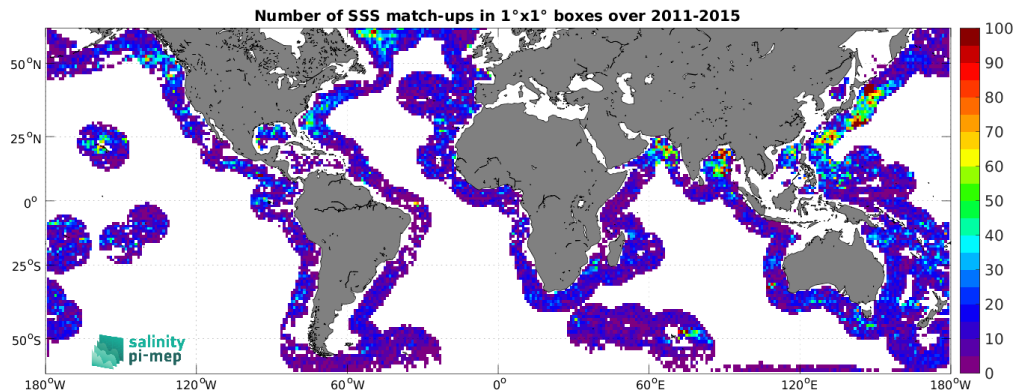 Number of SSS match-ups in 1°x1° boxes over 2011-2015
50°N
25°N
0°
25°S
50°S
180°W
120°W
60°W
0°
60°E
120°E
180°W
100
90
80
70
60
50
40
30
20
10
0
salinity
pi-mep